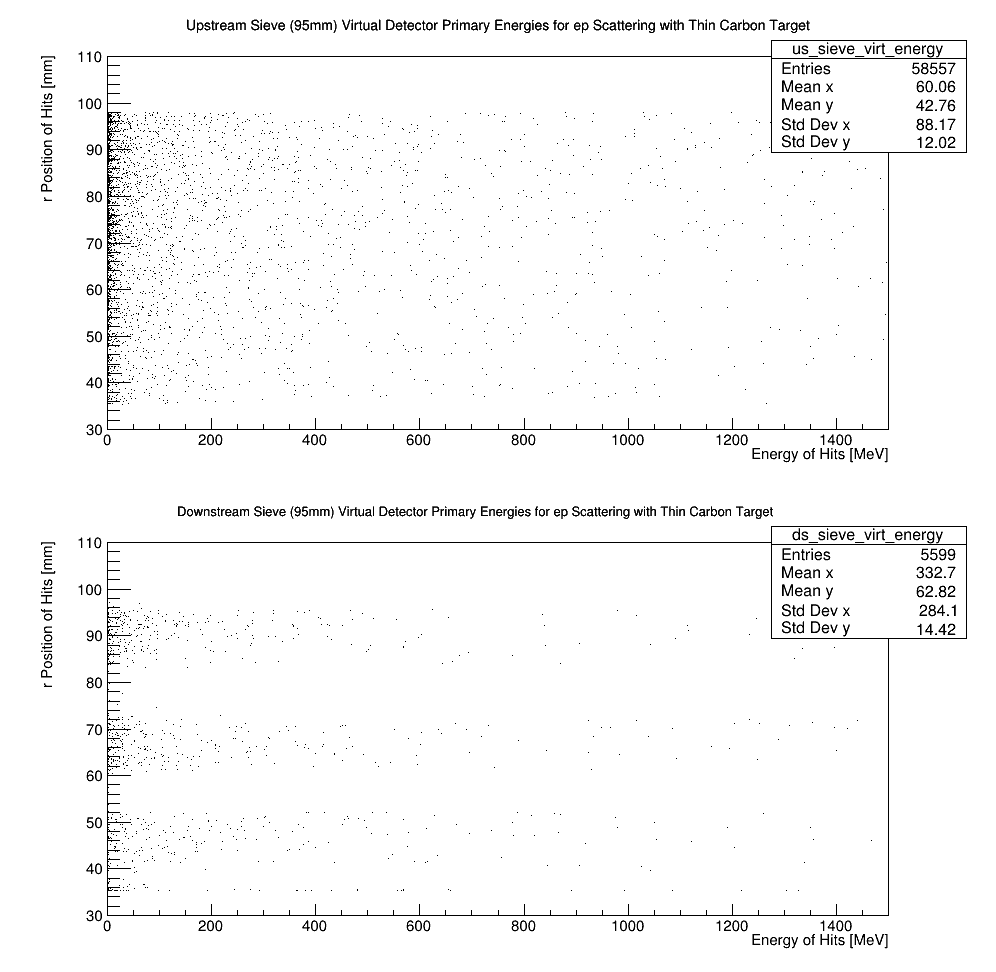 Upstream Sieve (95mm) Virtual Detector Primary Energies for ep Scattering with Thin Carbon Target
us_sieve_virt_energy
Entries 58557
Mean x 60.06
Mean y 42.76
Std Dev x 88.17
Std Dev y 12.02
r Position of Hits [mm]
110
100
90
80
70
60
50
40
30
0 200 400 600 800 1000 1200 1400
Energy of Hits [MeV]
Downstream Sieve (95mm) Virtual Detector Primary Energies for ep Scattering with Thin Carbon Target
ds_sieve_virt_energy
Entries 5599
Mean x 332.7
Mean y 62.82
Std Dev x 284.1
Std Dev y 14.42
r Position of Hits [mm]
110
100
90
80
70
60
50
40
30
0 200 400 600 800 1000 1200 1400
Energy of Hits [MeV]